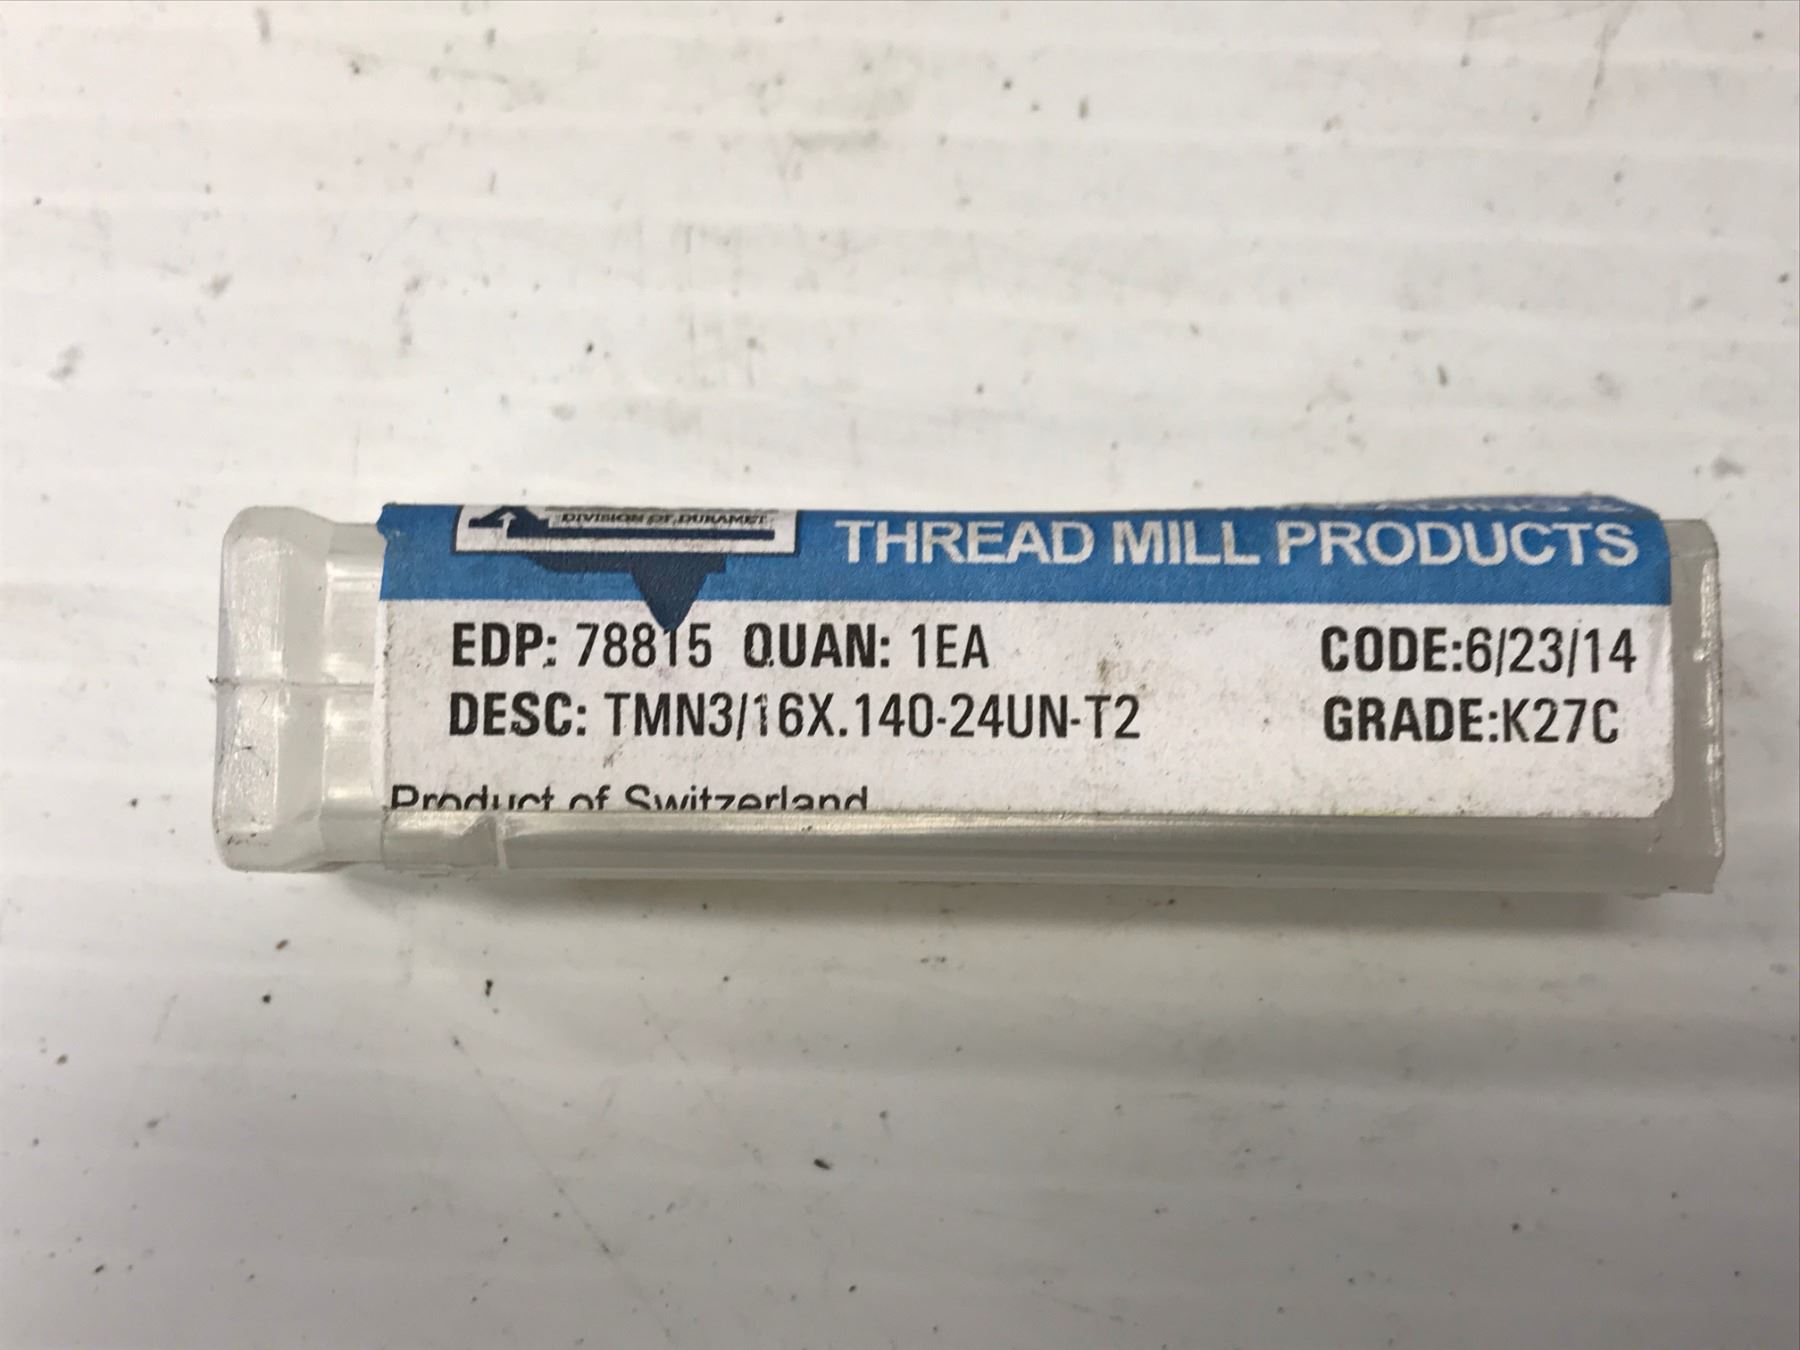 DIVISION OF DURAMET
THREAD MILL PRODUCTS
EDP: 78815 QUAN: 1EA CODE:6/23/14
DESC: TMN3/16X.140-24UN-T2 GRADE:K27C
Product of Switzerland